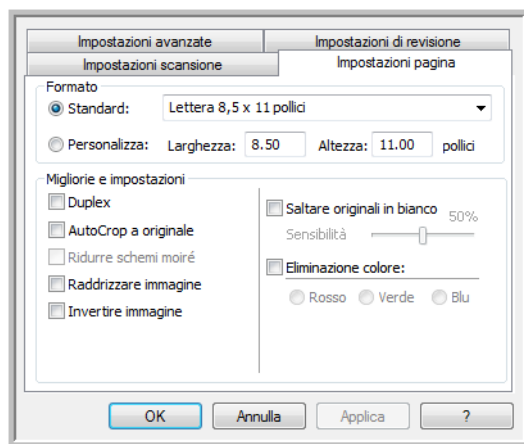 Impostazioni avanzate Impostazioni di revisione
Impostazioni scansione Impostazioni pagina
Formato
Standard: Lettera 8,5 x 11 pollici
Personalizza: Larghezza: 8.50 Altezza: 11.00 pollici
Migliorie e impostazioni
Duplex
AutoCrop a originale
Ridurre schemi moiré
Raddrizzare immagine
Invertire immagine
Saltare originali in bianco 50%
Sensibilità
Eliminazione colore:
Rosso Verde Blu
OK Annulla Applica ?